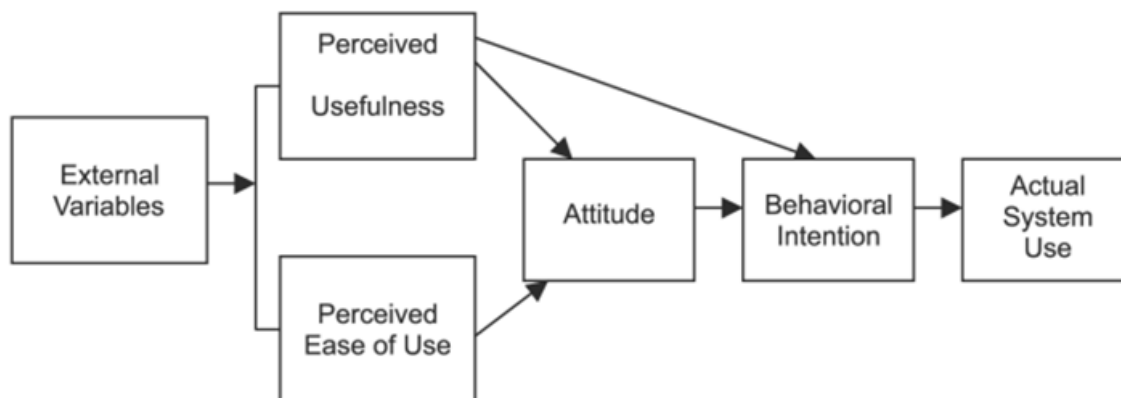 External
Variables
Perceived
Usefulness
Perceived
Ease of Use
Attitude
Behavioral
Intention
Actual
System
Use